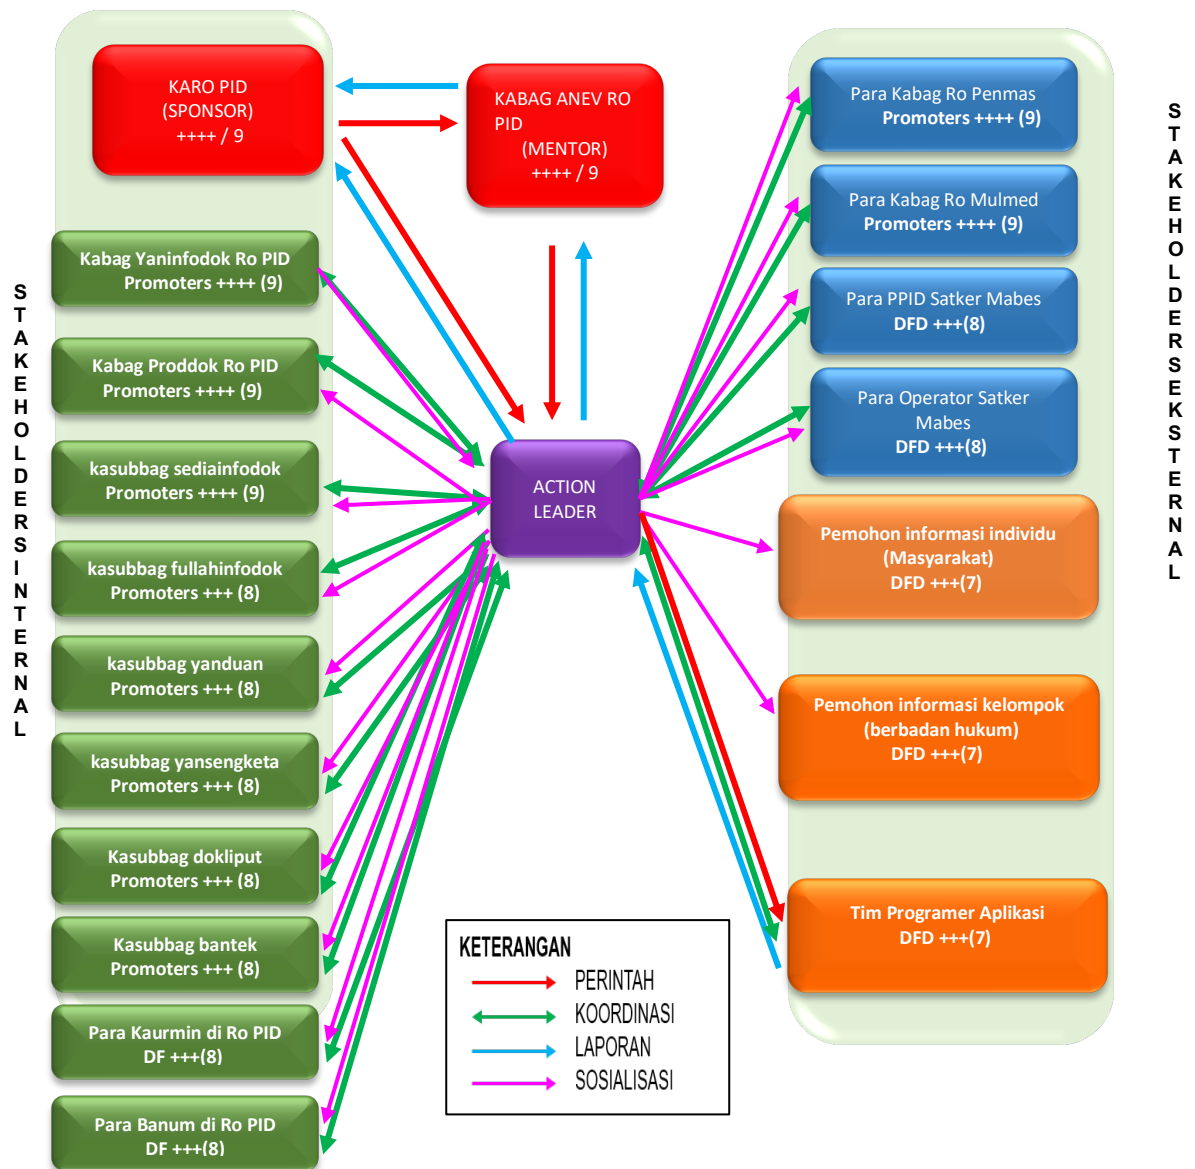 STAKEHOLDERSINTERNAL
KARO PID
(SPONSOR)
++++ / 9
KABAG ANEV RO
PID
(MENTOR)
++++ / 9
Kabag Yaninfodok Ro PID
Promoters ++++ (9)
Kabag Proddok Ro PID
Promoters ++++ (9)
kasubbag sediainfodok
Promoters ++++ (9)
kasubbag fullahinfodok
Promoters +++ (8)
kasubbag yanduan
Promoters +++ (8)
kasubbag yansengketa
Promoters +++ (8)
Kasubbag dokliput
Promoters +++ (8)
Kasubbag bantek
Promoters +++ (8)
Para Kaurmin di Ro PID
DF +++(8)
Para Banum di Ro PID
DF +++(8)
ACTION
LEADER
Para Kabag Ro Penmas
Promoters ++++ (9)
Para Kabag Ro Mulmed
Promoters ++++ (9)
Para PPID Satker Mabes
DFD +++(8)
Para Operator Satker
Mabes
DFD +++(8)
Pemohon informasi individu
(Masyarakat)
DFD +++(7)
Pemohon informasi kelompok
(berbadan hukum)
DFD +++(7)
Tim Programer Aplikasi
DFD +++(7)
STAKEHOLDERSEKSTERNAL
KETERANGAN
PERINTAH
KOORDINASI
LAPORAN
SOSIALISASI